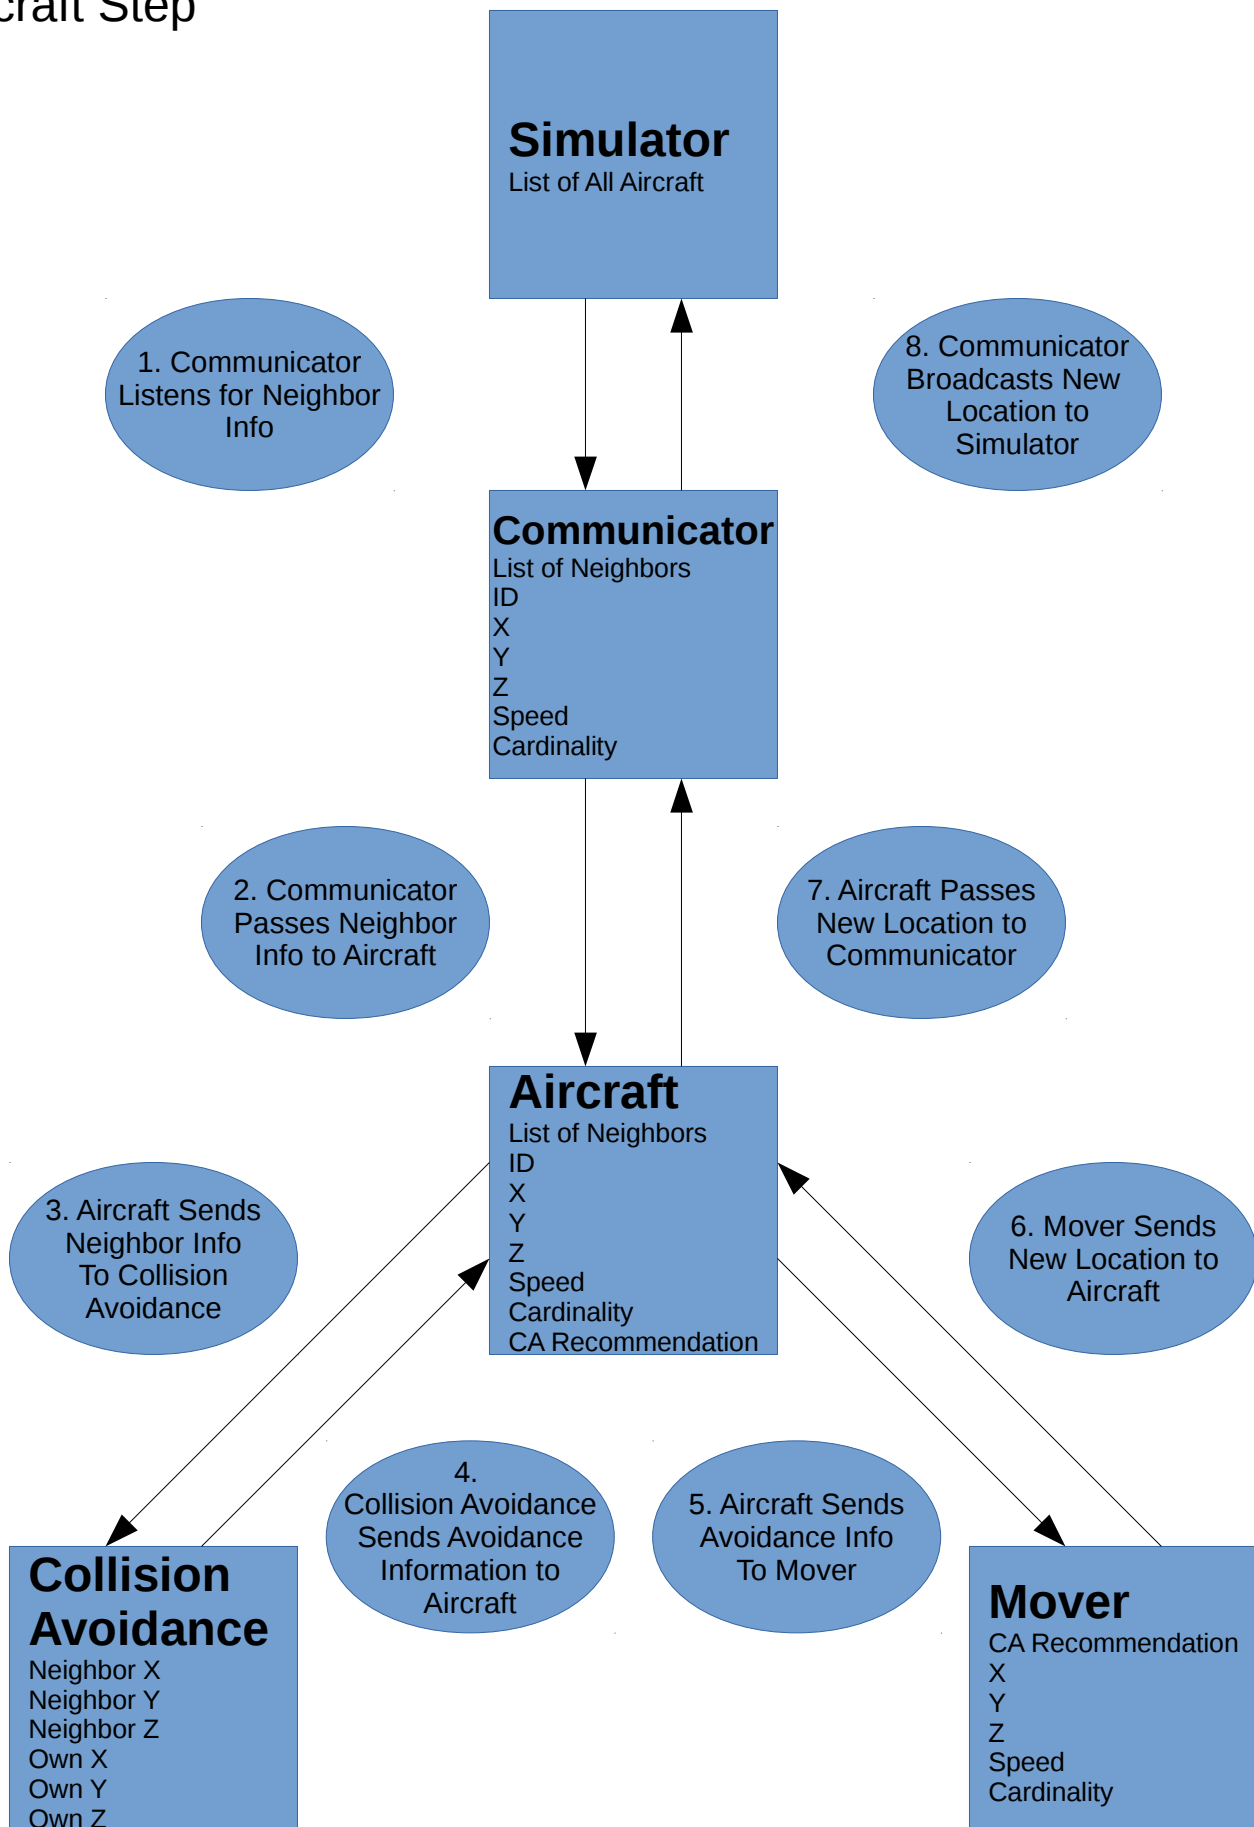 craft Step
Simulator
List of All Aircraft
1. Communicator
Listens for Neighbor
Info
8. Communicator
Broadcasts New
Location to
Simulator
Communicator
List of Neighbors
ID
X
Y
Z
Speed
Cardinality
2. Communicator
Passes Neighbor
Info to Aircraft
7. Aircraft Passes
New Location to
Communicator
Aircraft
List of Neighbors
ID
X
Y
Z
Speed
Cardinality
CA Recommendation
3. Aircraft Sends
Neighbor Info
To Collision
Avoidance
6. Mover Sends
New Location to
Aircraft
4.
Collision Avoidance
Sends Avoidance
Information to
Aircraft
5. Aircraft Sends
Avoidance Info
To Mover
Collision
Avoidance
Neighbor X
Neighbor Y
Neighbor Z
Own X
Own Y
Own Z
Mover
CA Recommendation
X
Y
Z
Speed
Cardinality